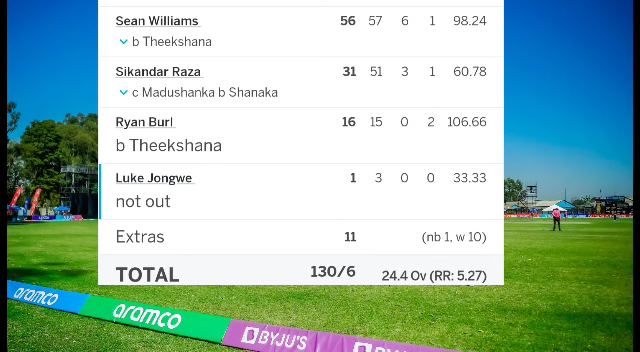 Sean Williams 56 57 6 1 98.24
b Theekshana
Sikandar Raza 31 51 3 1 60.78
c Madushanka b Shanaka
Ryan Burl 16 15 0 2 106.66
b Theekshana
Luke Jongwe 1 3 0 0 33.33
not out
Extras 11 (nb 1, w 10)
TOTAL 130/6 24.4 Ov (RR: 5.27)
aramco
aramco
BYJU'S
BYJU'S